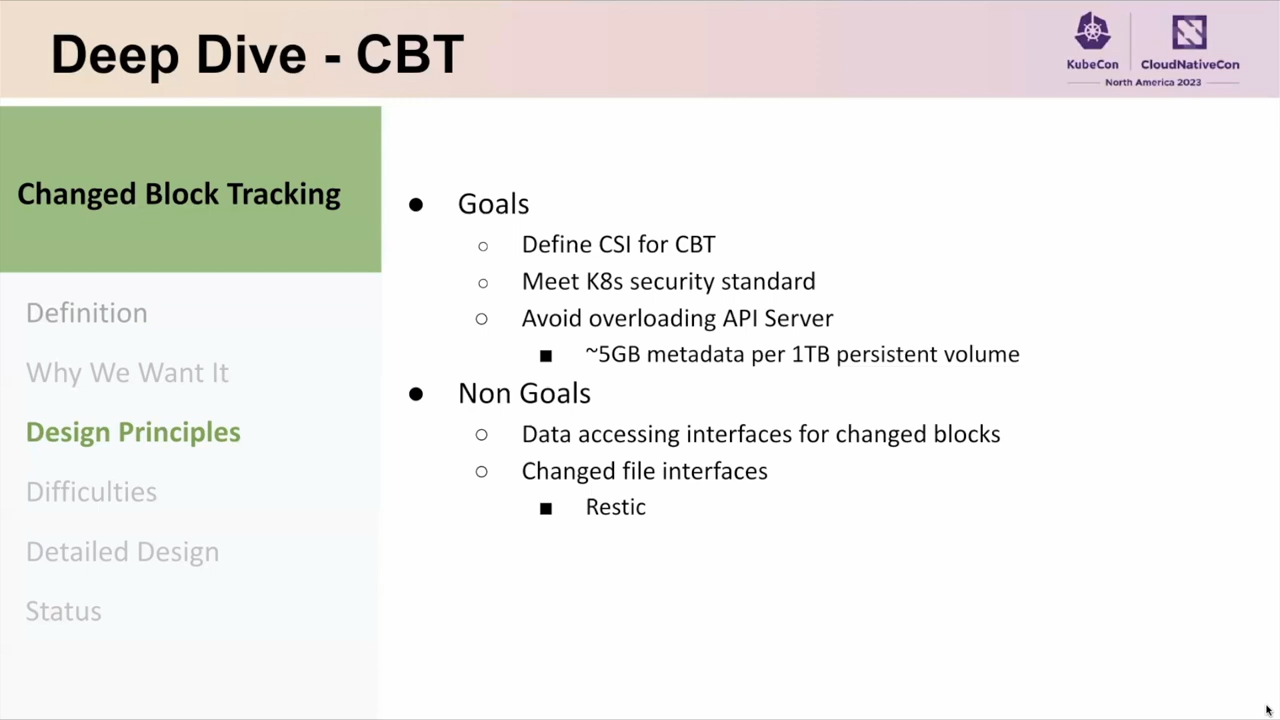 Deep Dive - CBT
KubeCon
CloudNativeCon
North America 2023
Changed Block Tracking
Definition
Why We Want It
Design Principles
Difficulties
Detailed Design
Status
● Goals
○ Define CSI for CBT
○ Meet K8s security standard
○ Avoid overloading API Server
■ ~5GB metadata per 1TB persistent volume
● Non Goals
○ Data accessing interfaces for changed blocks
○ Changed file interfaces
■ Restic